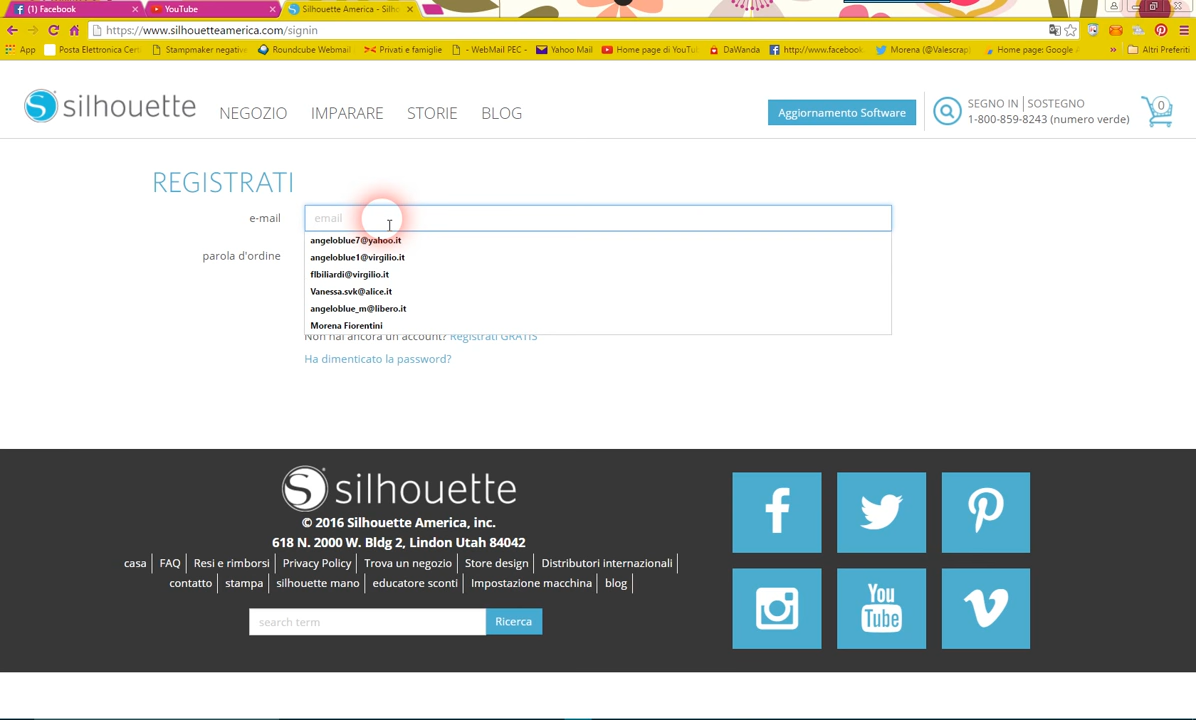 (1) Facebook
YouTube
Silhouette America - Silho
https://www.silhouetteamerica.com/signin
App
Posta Elettronica Cert
Stampmaker negative
Roundcube Webmail
Privati e famiglie
- WebMail PEC -
Yahoo Mail
Home page di YouTu
DaWanda
http://www.facebook.
Morena (@Valescrap
Home page: Google A
»
Altri Preferiti
silhouette
NEGOZIO
IMPARARE
STORIE
BLOG
Aggiornamento Software
SEGNO IN | SOSTEGNO
1-800-859-8243 (numero verde)
0
REGISTRATI
e-mail
email
angeloblue7@yahoo.it
parola d'ordine
angeloblue1@virgilio.it
flbiliardi@virgilio.it
Vanessa.svk@alice.it
angeloblue_m@libero.it
Morena Fiorentini
Non hai ancora un account? Registrati GRATIS
Ha dimenticato la password?
silhouette
© 2016 Silhouette America, inc.
618 N. 2000 W. Bldg 2, Lindon Utah 84042
casa | FAQ | Resi e rimborsi | Privacy Policy | Trova un negozio | Store design | Distributori internazionali |
contatto | stampa | silhouette mano | educatore sconti | Impostazione macchina | blog |
search term
Ricerca
You
Tube